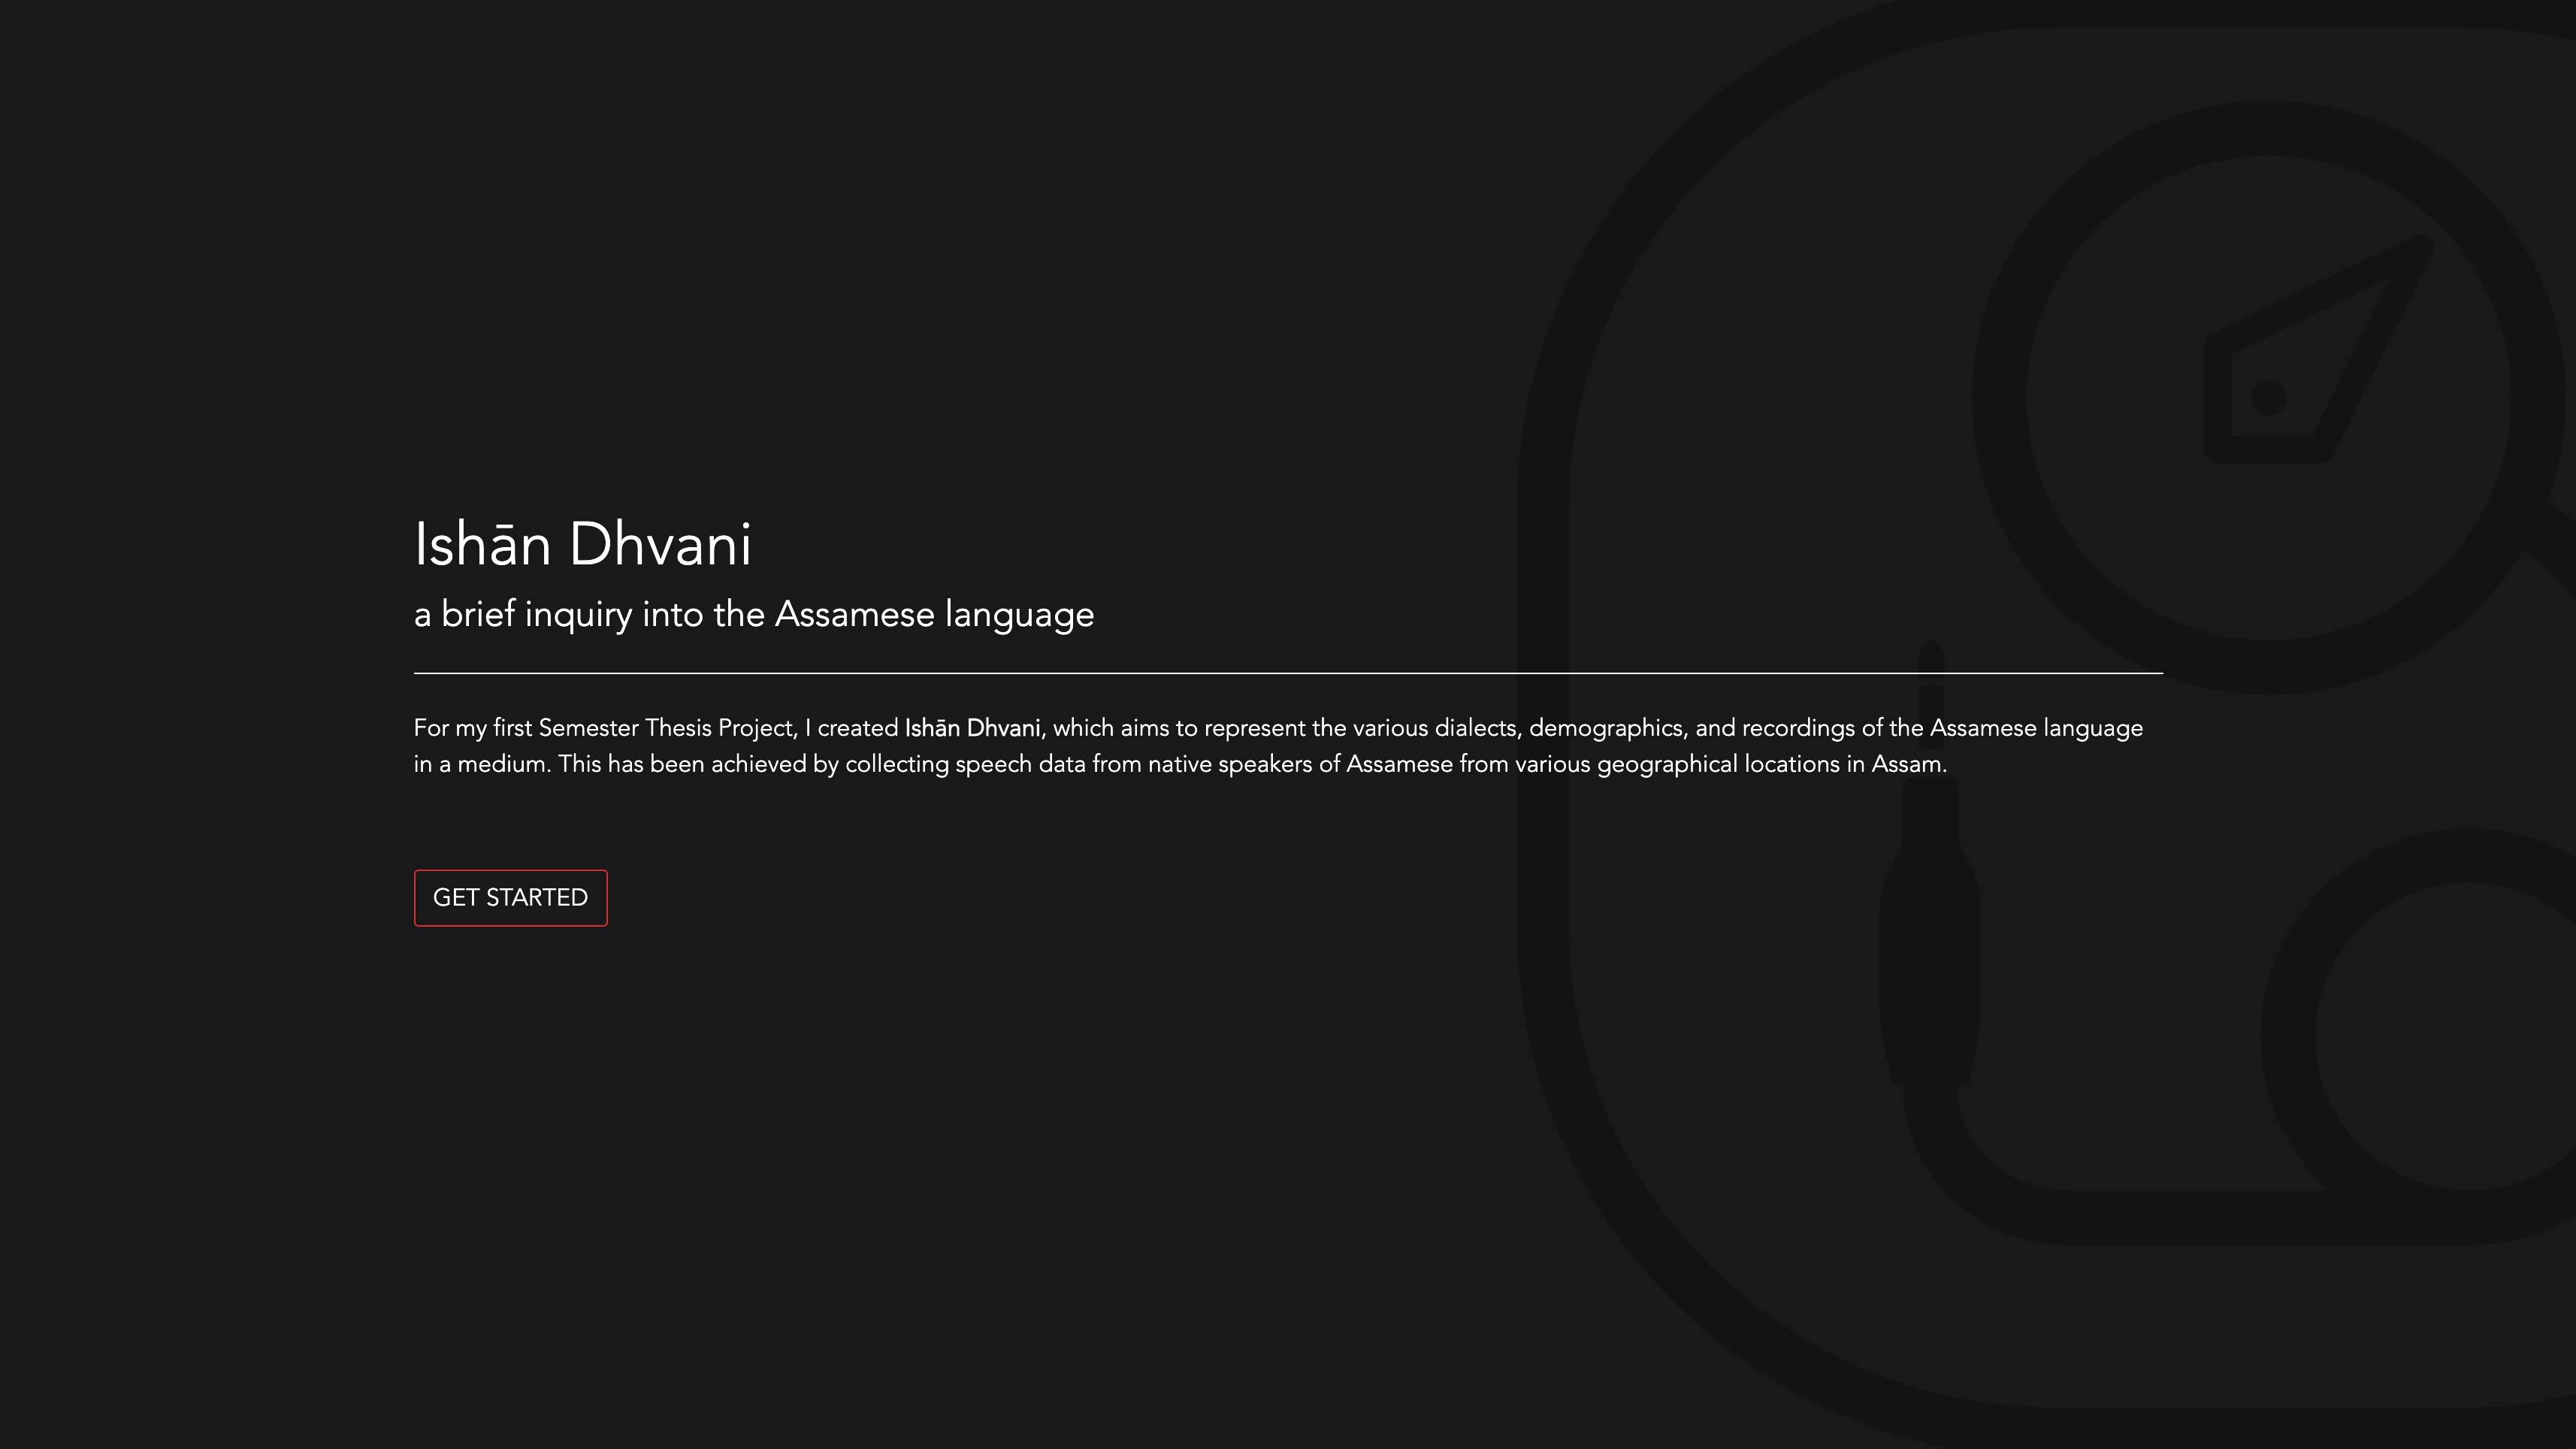 Ishān Dhvani
a brief inquiry into the Assamese language
For my first Semester Thesis Project, I created Ishān Dhvani, which aims to represent the various dialects, demographics, and recordings of the Assamese language
in a medium. This has been achieved by collecting speech data from native speakers of Assamese from various geographical locations in Assam.
GET STARTED